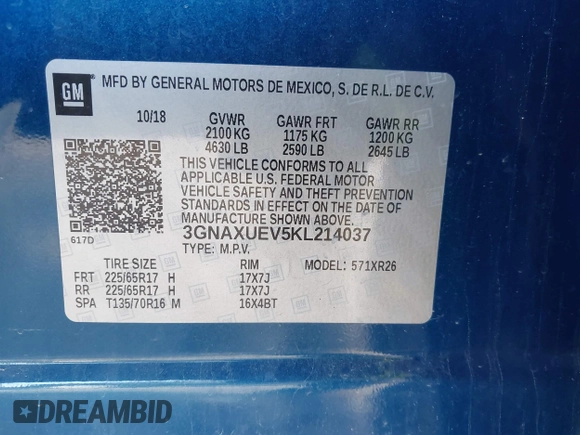 GM
MFD BY GENERAL MOTORS DE MEXICO, S. DE R.L. DE C.V.
10/18 GVWR GAWR FRT GAWR RR
2100 KG 1175 KG 1200 KG
4630 LB 2590 LB 2645 LB
THIS VEHICLE CONFORMS TO ALL
APPLICABLE U.S. FEDERAL MOTOR
VEHICLE SAFETY AND THEFT PREVENTION
STANDARDS IN EFFECT ON THE DATE OF
MANUFACTURE SHOWN ABOVE.
617D
3GNAXUEV5KL214037
TYPE: M.P.V.
TIRE SIZE RIM MODEL: 571XR26
FRT 225/65R17 H 17X7J
RR 225/65R17 H 17X7J
SPA T135/70R16 M 16X4BT
DREAMBID